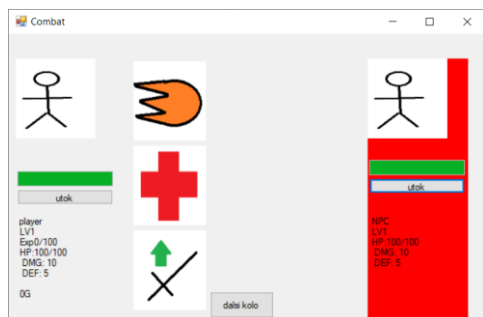 Combat
utok
player
LV1
Exp0/100
HP:100/100
DMG: 10
DEF: 5
0G
dalsi kolo
utok
NPC
LV1
HP:100/100
DMG: 10
DEF: 5